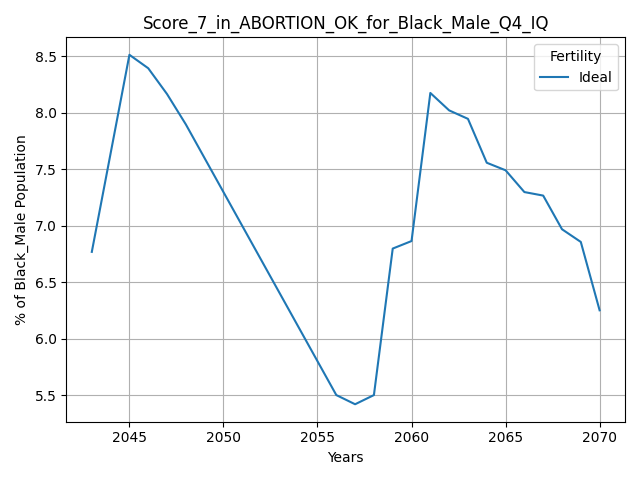 Score_7_in_ABORTION_OK_for_Black_Male_Q4_IQ
Fertility
Ideal
% of Black_Male Population
8.5
8.0
7.5
7.0
6.5
6.0
5.5
2045 2050 2055 2060 2065 2070
Years